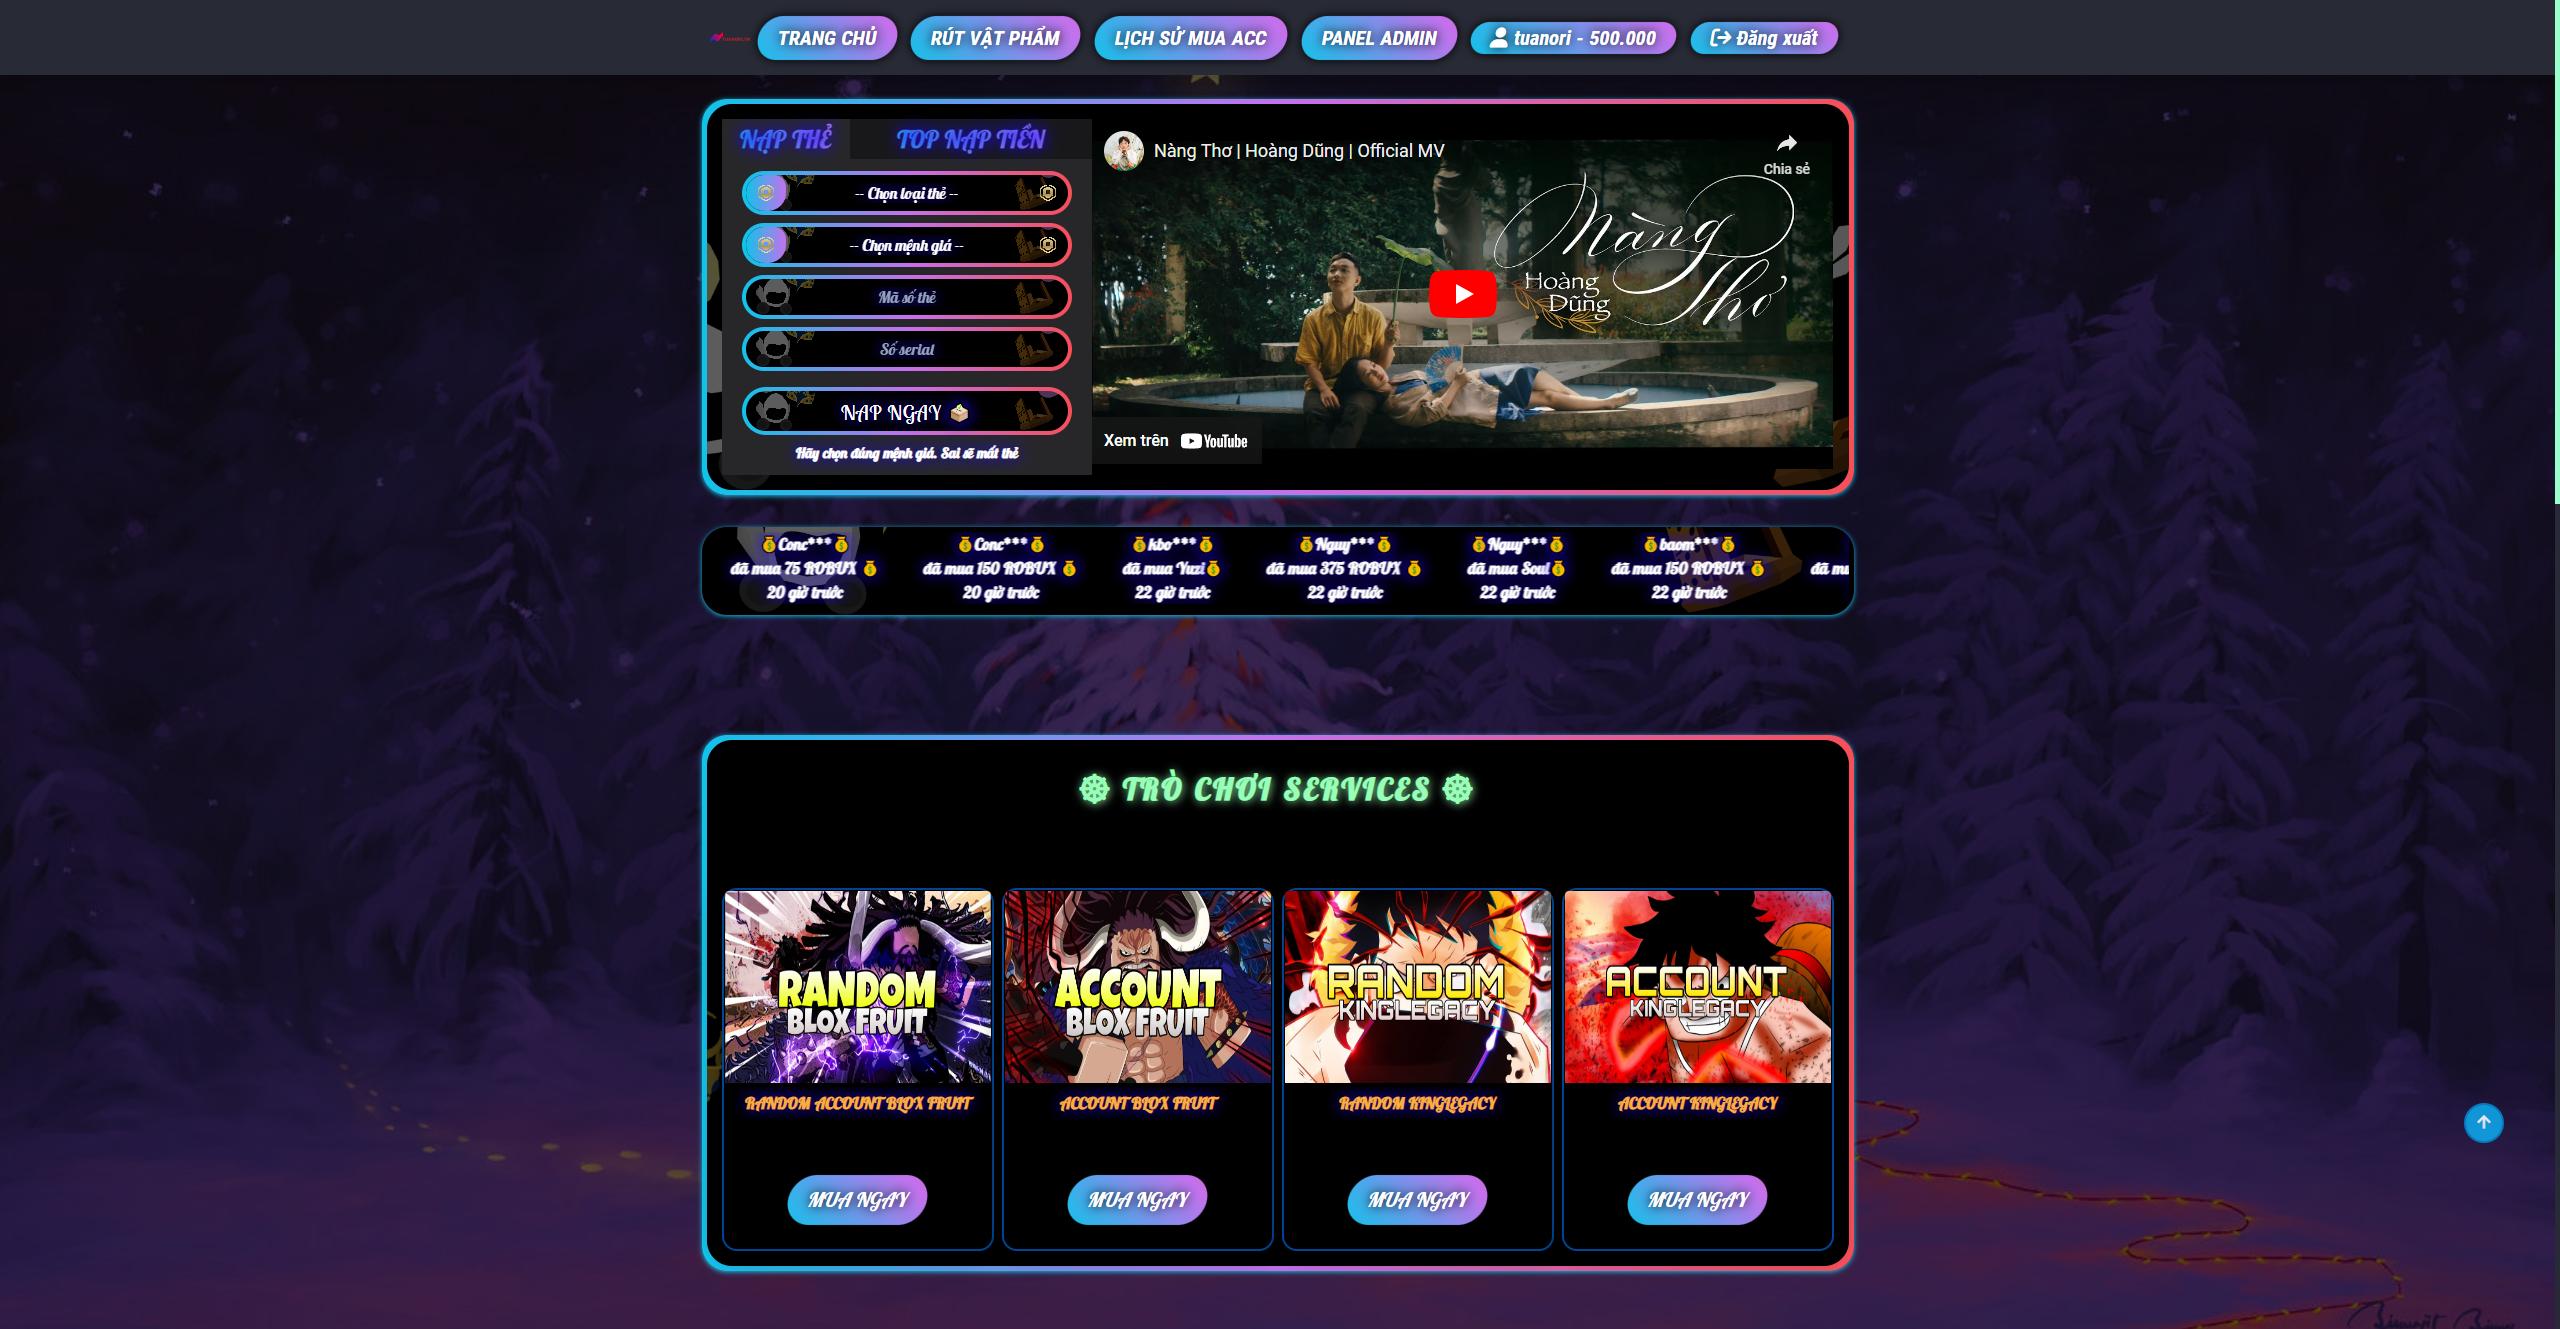 TRANG CHỦ
RÚT VẬT PHẨM
LỊCH SỬ MUA ACC
PANEL ADMIN
tuanori - 500.000
Đăng xuất
NẠP THẺ
TOP NẠP TIỀN
-- Chọn loại thẻ --
-- Chọn mệnh giá --
Mã số thẻ
Số serial
NẠP NGAY
Hãy chọn đúng mệnh giá. Sai sẽ mất thẻ
Nàng Thơ | Hoàng Dũng | Official MV
Chia sẻ
Nàng Thơ
Hoàng
Dũng
Xem trên YouTube
Conc***
đã mua 75 ROBUX
20 giờ trước
Conc***
đã mua 150 ROBUX
20 giờ trước
kbo***
đã mua Yuzi
22 giờ trước
Nguy***
đã mua 375 ROBUX
22 giờ trước
Nguy***
đã mua Soul
22 giờ trước
baom***
đã mua 150 ROBUX
22 giờ trước
đã mu
TRÒ CHƠI SERVICES
RANDOM
BLOX FRUIT
RANDOM ACCOUNT BLOX FRUIT
MUA NGAY
ACCOUNT
BLOX FRUIT
ACCOUNT BLOX FRUIT
MUA NGAY
RANDOM
KINGLEGACY
RANDOM KINGLEGACY
MUA NGAY
ACCOUNT
KINGLEGACY
ACCOUNT KINGLEGACY
MUA NGAY